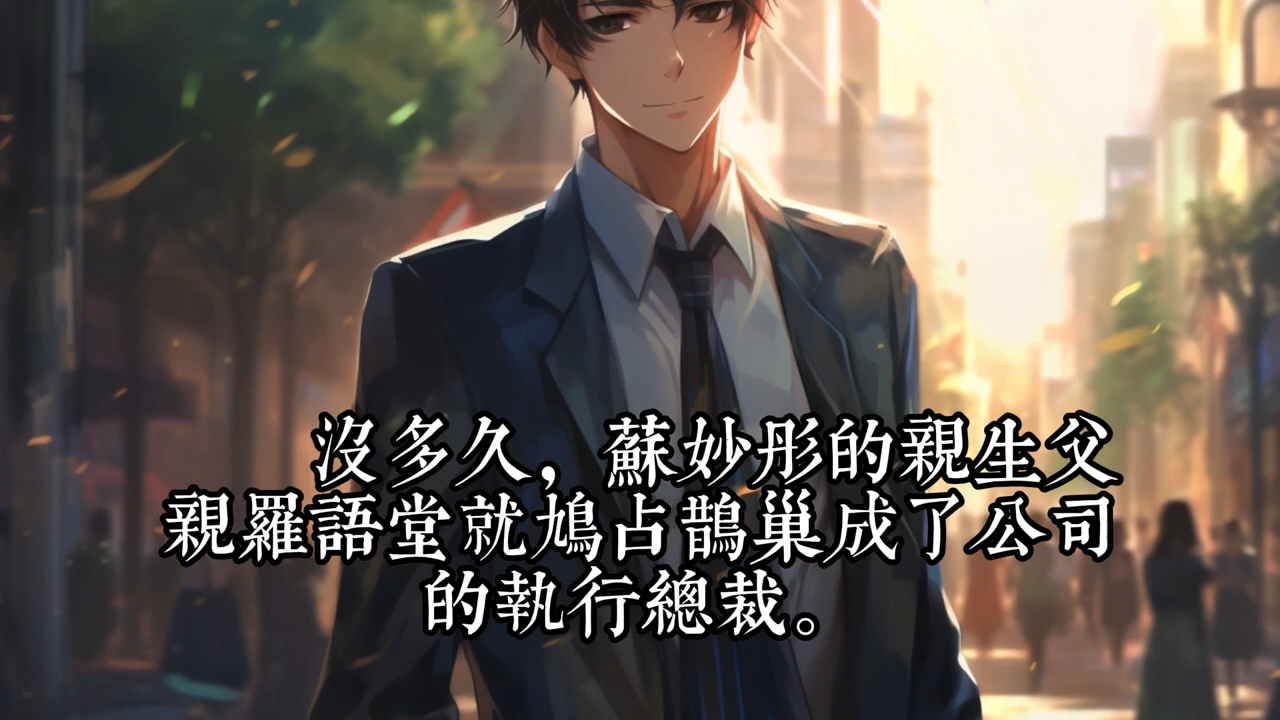 沒多久，蘇妙彤的親生父
親羅語堂就鳩占鵲巢成了公司
的執行總裁。